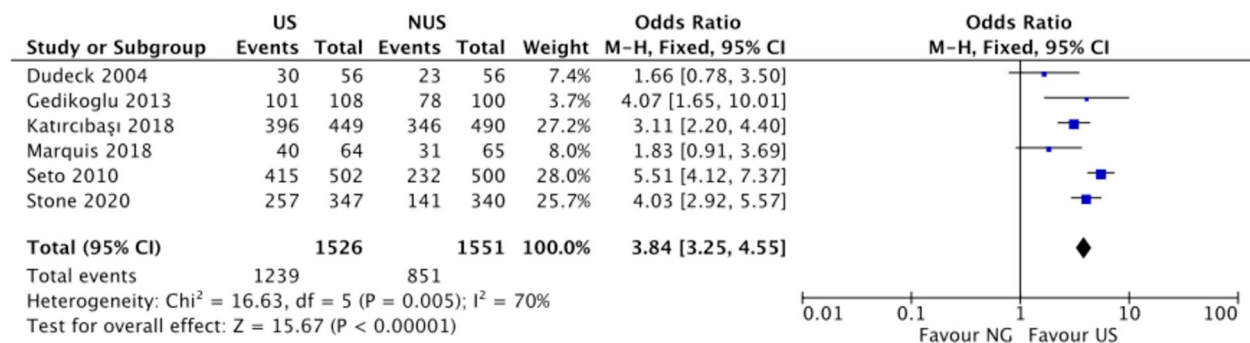 US NUS Odds Ratio Odds Ratio
Study or Subgroup Events Total Events Total Weight M-H, Fixed, 95% CI M-H, Fixed, 95% CI
Dudeck 2004 30 56 23 56 7.4% 1.66 [0.78, 3.50]
Gedikoglu 2013 101 108 78 100 3.7% 4.07 [1.65, 10.01]
Katırcıbaşı 2018 396 449 346 490 27.2% 3.11 [2.20, 4.40]
Marquis 2018 40 64 31 65 8.0% 1.83 [0.91, 3.69]
Seto 2010 415 502 232 500 28.0% 5.51 [4.12, 7.37]
Stone 2020 257 347 141 340 25.7% 4.03 [2.92, 5.57]
Total (95% CI) 1526 1551 100.0% 3.84 [3.25, 4.55]
Total events 1239 851
Heterogeneity: Chi² = 16.63, df = 5 (P = 0.005); I² = 70%
Test for overall effect: Z = 15.67 (P < 0.00001)
0.01 0.1 1 10 100
Favour NG Favour US